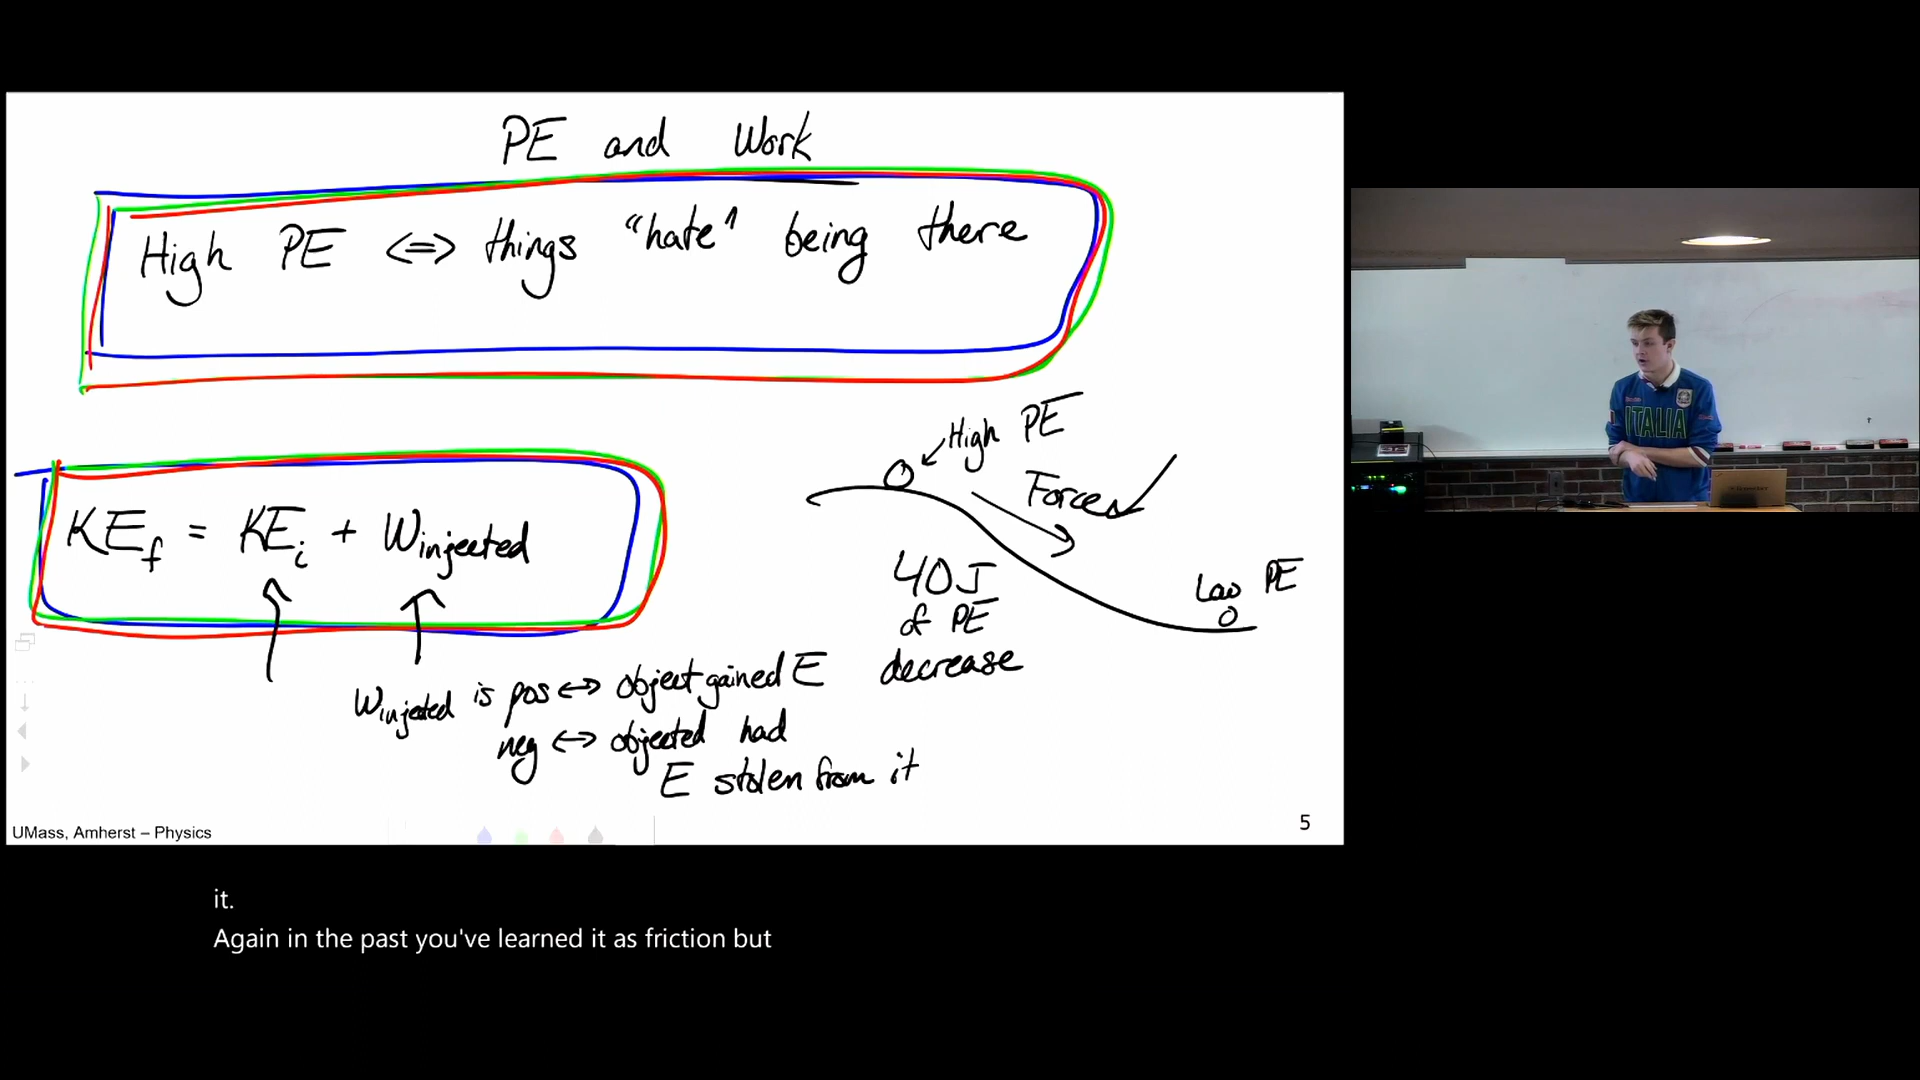 PE and Work
High PE <=> things "hate" being there
KEf = KEi + Winjected
High PE
Force
40J
of PE
decrease
Low PE
Winjected is pos <-> object gained E
neg <-> objected had
E stolen from it
UMass, Amherst – Physics
5
ITALIA
it.
Again in the past you've learned it as friction but